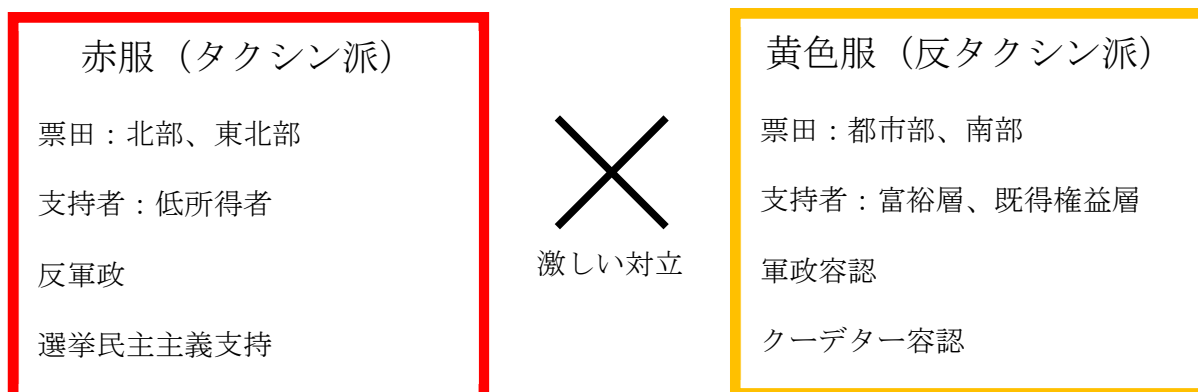 赤服（タクシン派）
票田：北部、東北部
支持者：低所得者
反軍政
選挙民主主義支持
激しい対立
黄色服（反タクシン派）
票田：都市部、南部
支持者：富裕層、既得権益層
軍政容認
クーデター容認